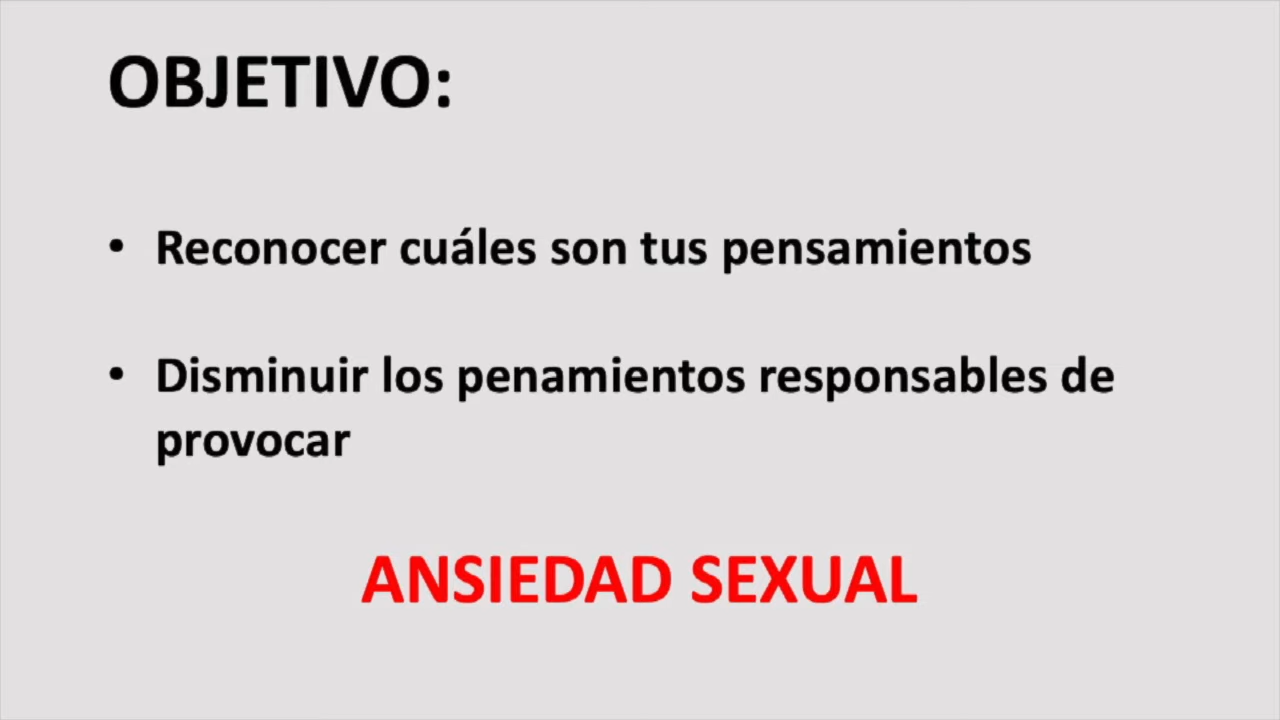 OBJETIVO:
• Reconocer cuáles son tus pensamientos
• Disminuir los penamientos responsables de
provocar
ANSIEDAD SEXUAL